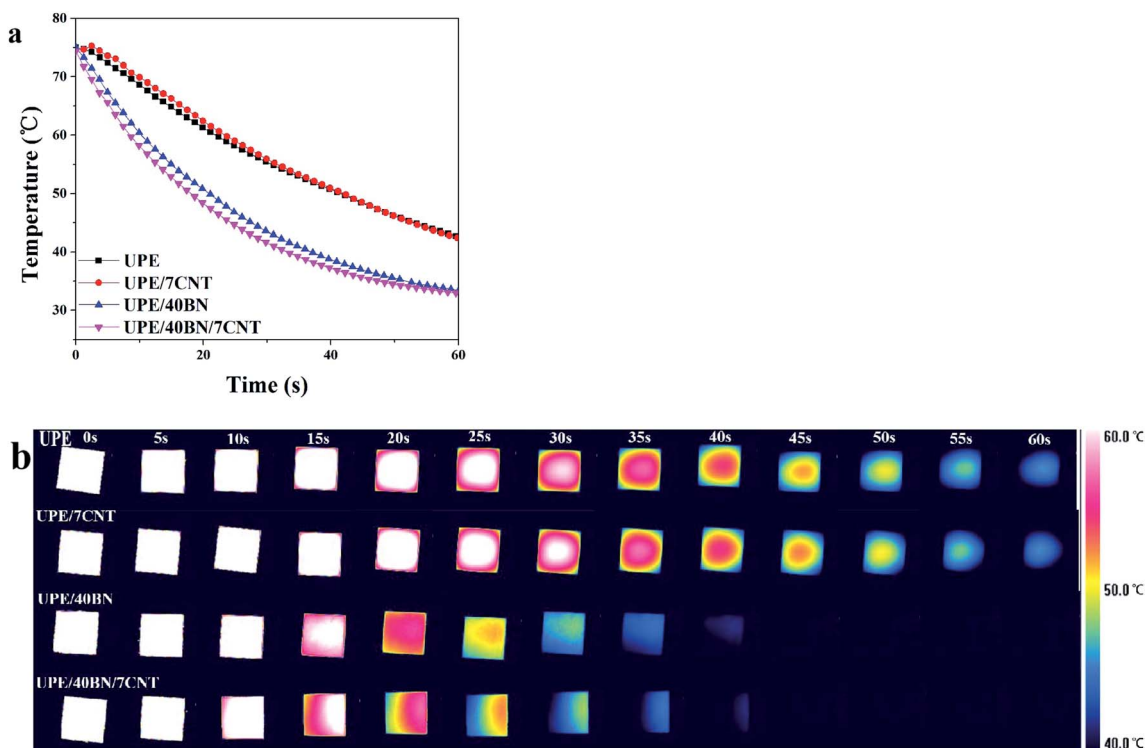 a
80
70
60
50
40
30
Temperature (℃)
UPE
UPE/7CNT
UPE/40BN
UPE/40BN/7CNT
0 20 40 60
Time (s)
b
UPE 0s 5s 10s 15s 20s 25s 30s 35s 40s 45s 50s 55s 60s
60.0 ℃
UPE/7CNT
50.0 ℃
UPE/40BN
UPE/40BN/7CNT
40.0 ℃